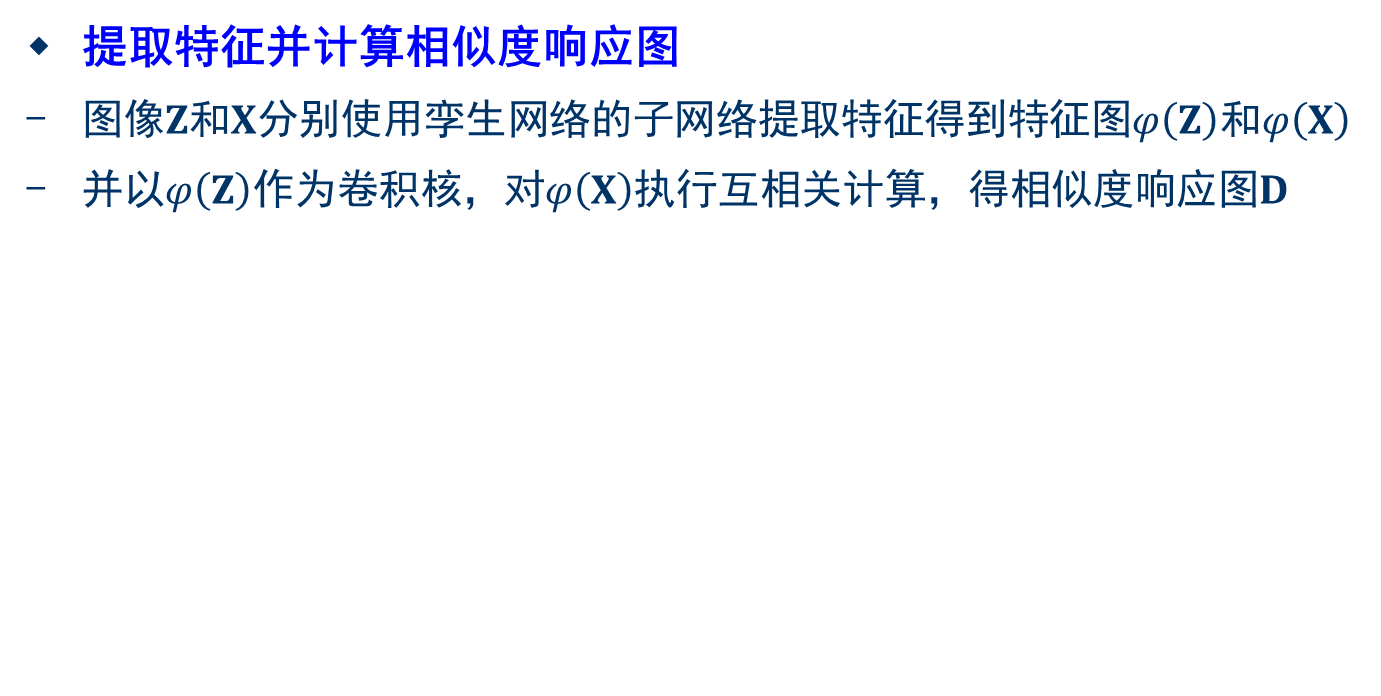 ◆ 提取特征并计算相似度响应图
– 图像Z和X分别使用孪生网络的子网络提取特征得到特征图φ(Z)和φ(X)
– 并以φ(Z)作为卷积核，对φ(X)执行互相关计算，得相似度响应图D